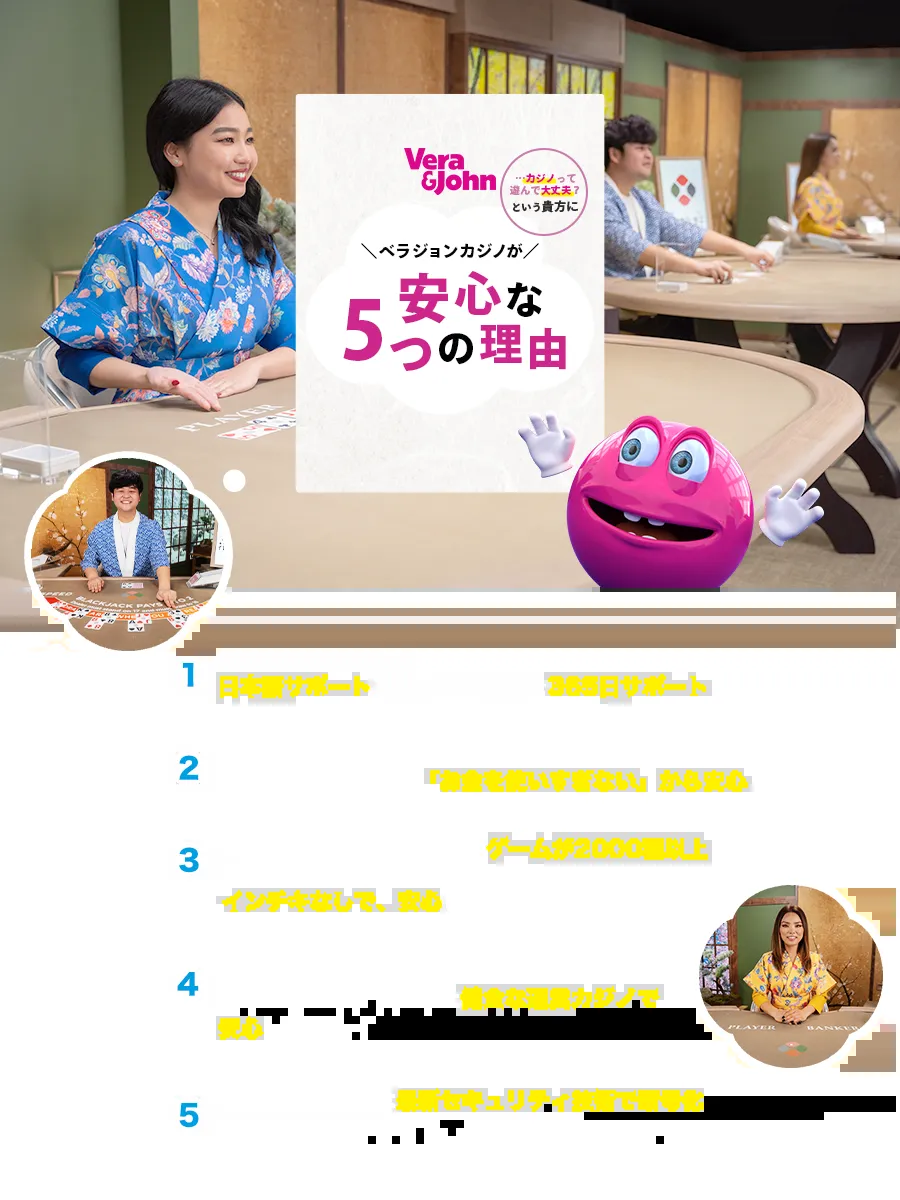 Vera
&John
…カジノって
遊んで大丈夫？
という貴方に
＼ベラジョンカジノが／
安心な
5つの理由
PLAYER
BLACKJACK PAYS
1
日本語サポート 365日サポート
2
「お金を使いすぎない」から安心
3
ゲームが2000種以上
インチキなしで、安心
4
健全な運営カジノで
安心
PLAYER BANKER
5
最新セキュリティ技術で暗号化